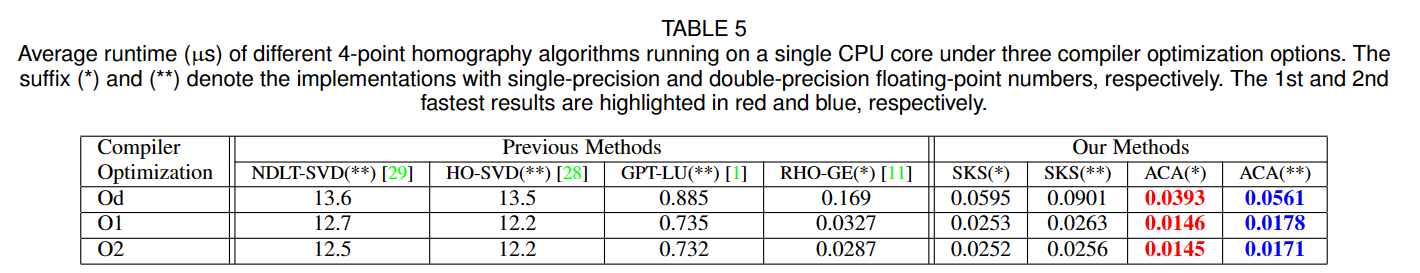 TABLE 5
Average runtime (μs) of different 4-point homography algorithms running on a single CPU core under three compiler optimization options. The
suffix (*) and (**) denote the implementations with single-precision and double-precision floating-point numbers, respectively. The 1st and 2nd
fastest results are highlighted in red and blue, respectively.
Compiler Optimization Previous Methods Our Methods
NDLT-SVD(**) [29] HO-SVD(**) [28] GPT-LU(**) [1] RHO-GE(*) [11] SKS(*) SKS(**) ACA(*) ACA(**)
Od 13.6 13.5 0.885 0.169 0.0595 0.0901 0.0393 0.0561
O1 12.7 12.2 0.735 0.0327 0.0253 0.0263 0.0146 0.0178
O2 12.5 12.2 0.732 0.0287 0.0252 0.0256 0.0145 0.0171